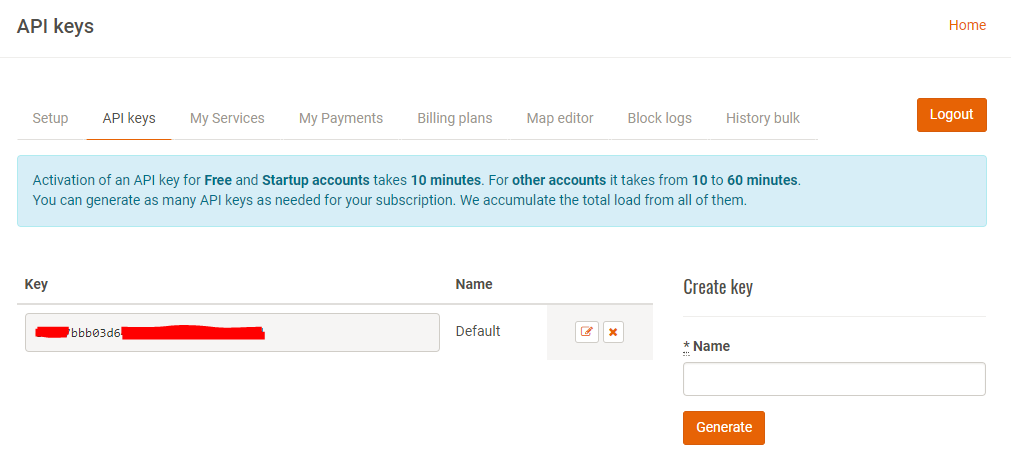 API keys
Home
Setup API keys My Services My Payments Billing plans Map editor Block logs History bulk
Logout
Activation of an API key for Free and Startup accounts takes 10 minutes. For other accounts it takes from 10 to 60 minutes.
You can generate as many API keys as needed for your subscription. We accumulate the total load from all of them.
Key Name
bbb03d6 Default
Create key
* Name
Generate